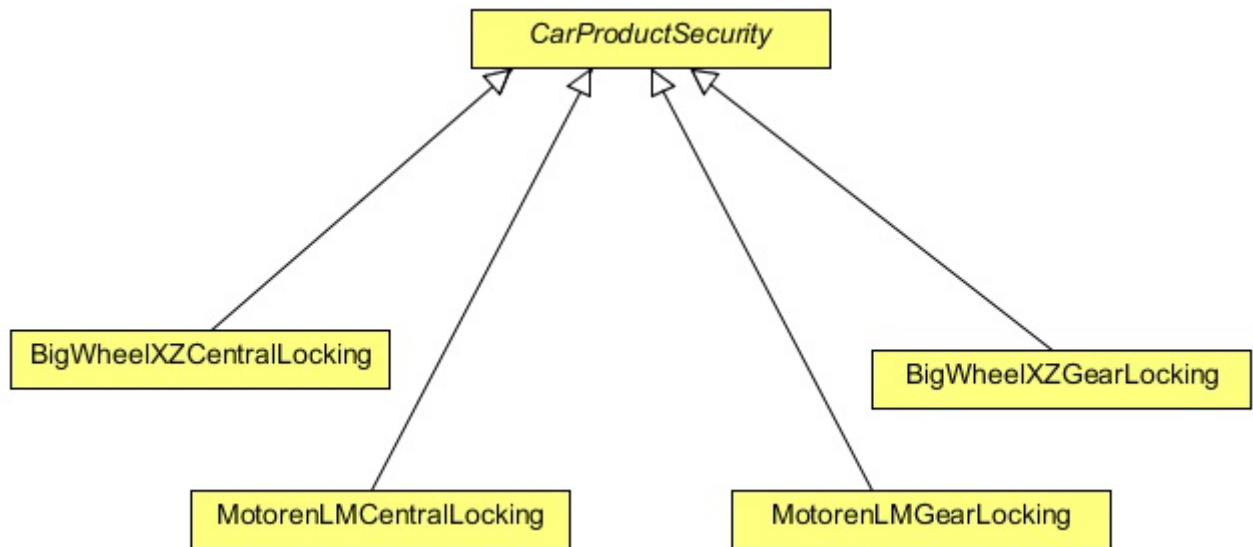 CarProductSecurity
BigWheelXZCentralLocking
BigWheelXZGearLocking
MotorenLMCentralLocking
MotorenLMGearLocking